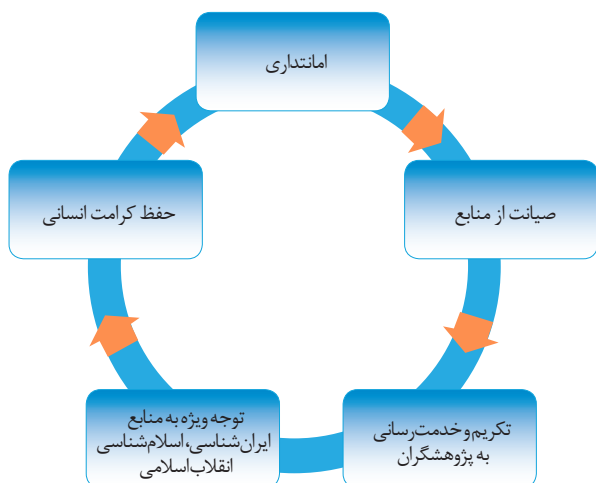 امانتداری
صیانت از منابع
تکریم و خدمت‌رسانی
به پژوهشگران
توجه ویژه به منابع
ایران‌شناسی، اسلام‌شناسی
انقلاب اسلامی
حفظ کرامت انسانی